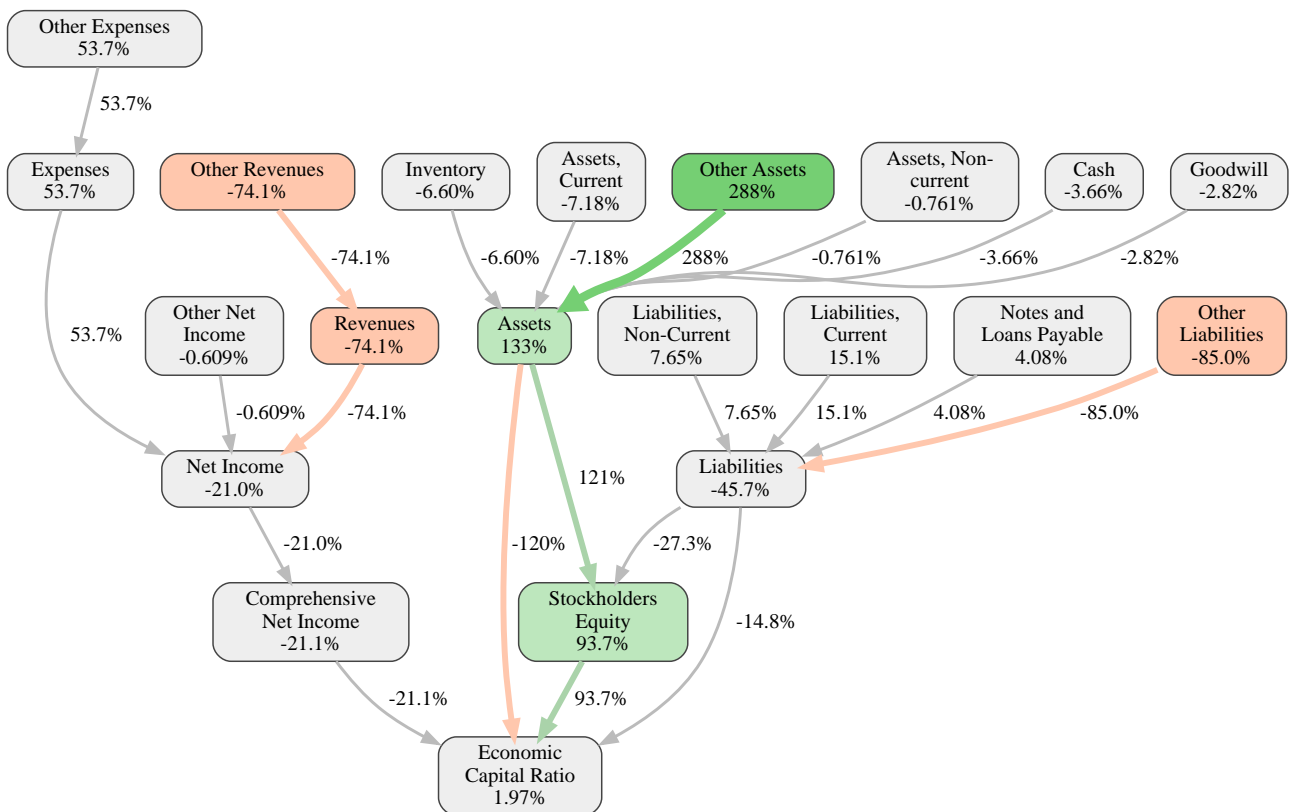 Other Expenses
53.7%
53.7%
Expenses
53.7%
Other Revenues
-74.1%
Inventory
-6.60%
Assets,
Current
-7.18%
Other Assets
288%
Assets, Non-
current
-0.761%
Cash
-3.66%
Goodwill
-2.82%
-74.1%
-6.60%
-7.18%
288%
-0.761%
-3.66%
-2.82%
53.7%
Other Net
Income
-0.609%
Revenues
-74.1%
Assets
133%
Liabilities,
Non-Current
7.65%
Liabilities,
Current
15.1%
Notes and
Loans Payable
4.08%
Other
Liabilities
-85.0%
-0.609%
-74.1%
7.65%
15.1%
4.08%
-85.0%
Net Income
-21.0%
121%
Liabilities
-45.7%
-21.0%
-120%
-27.3%
Comprehensive
Net Income
-21.1%
Stockholders
Equity
93.7%
-14.8%
-21.1%
93.7%
Economic
Capital Ratio
1.97%